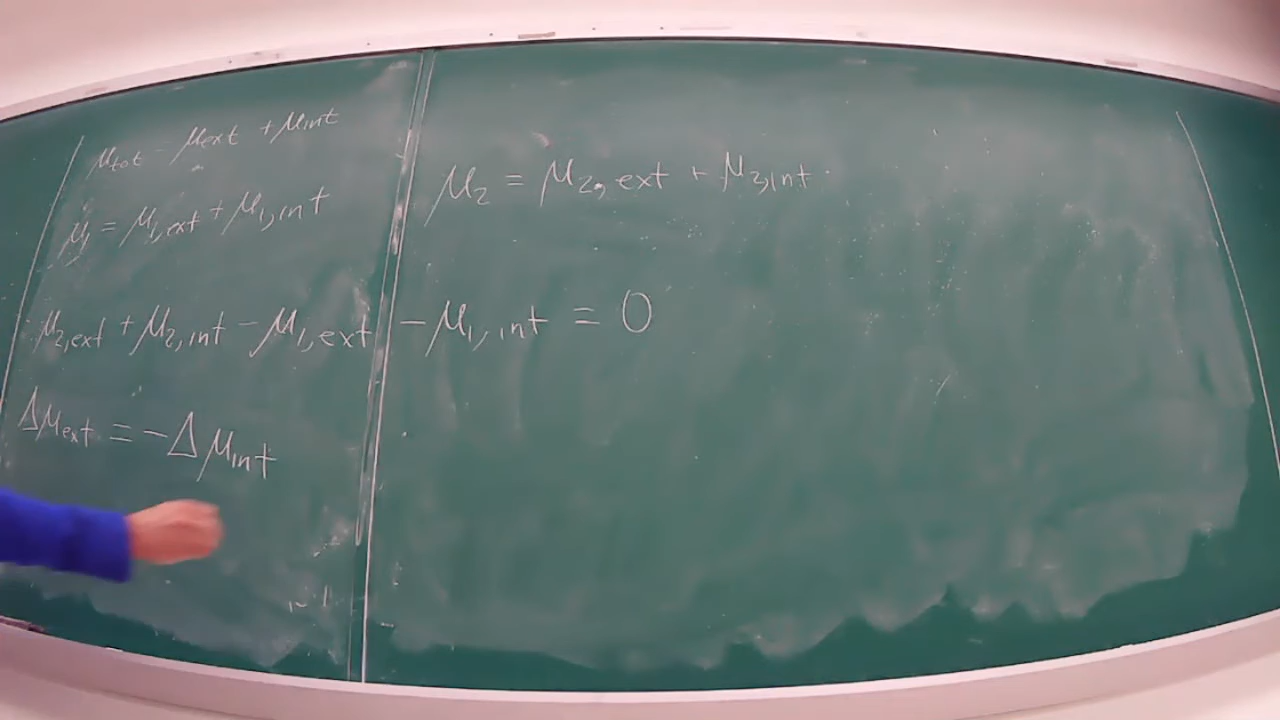 μtot = μext + μint
μ1 = μ1,ext + μ1,int
μ2 = μ2,ext + μ2,int
μ2,ext + μ2,int - μ1,ext - μ1,int = 0
Δμext = -Δμint